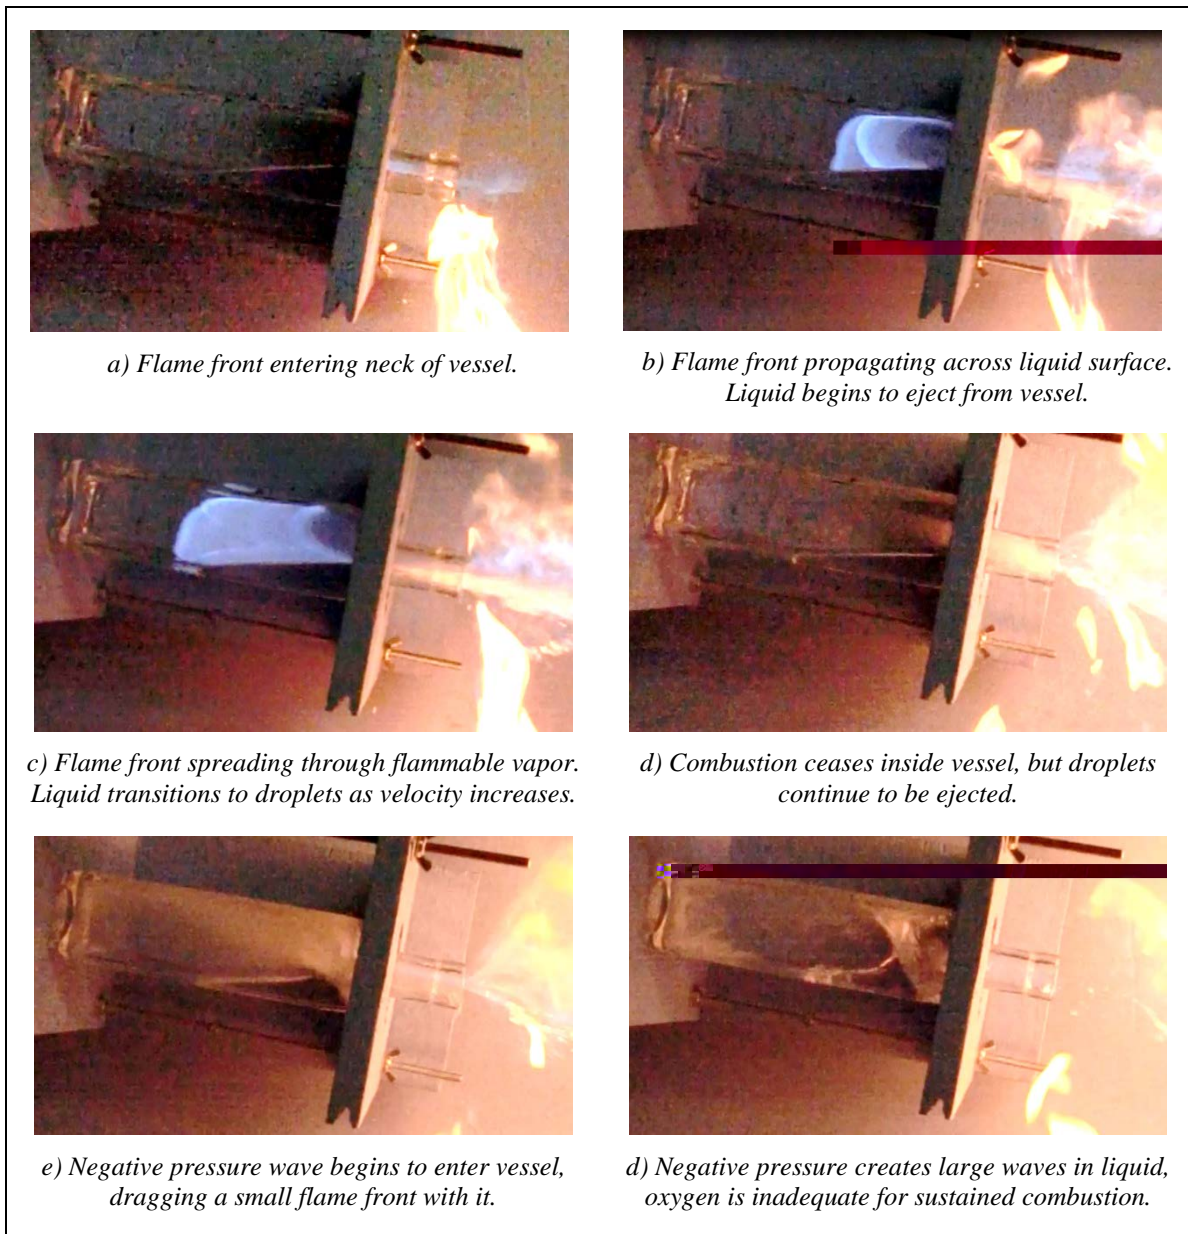 a) Flame front entering neck of vessel.
b) Flame front propagating across liquid surface.
Liquid begins to eject from vessel.
c) Flame front spreading through flammable vapor.
Liquid transitions to droplets as velocity increases.
d) Combustion ceases inside vessel, but droplets
continue to be ejected.
e) Negative pressure wave begins to enter vessel,
dragging a small flame front with it.
d) Negative pressure creates large waves in liquid,
oxygen is inadequate for sustained combustion.